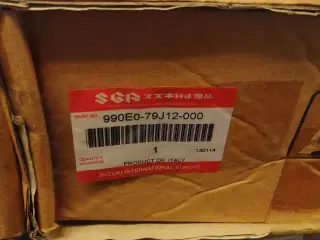 SGP スズキ純正部品
PART NO. 990E0-79J12-000
1
QUANTITY
130114
PRODUCT OF ITALY
SUZUKI INTERNATIONAL EUROPE